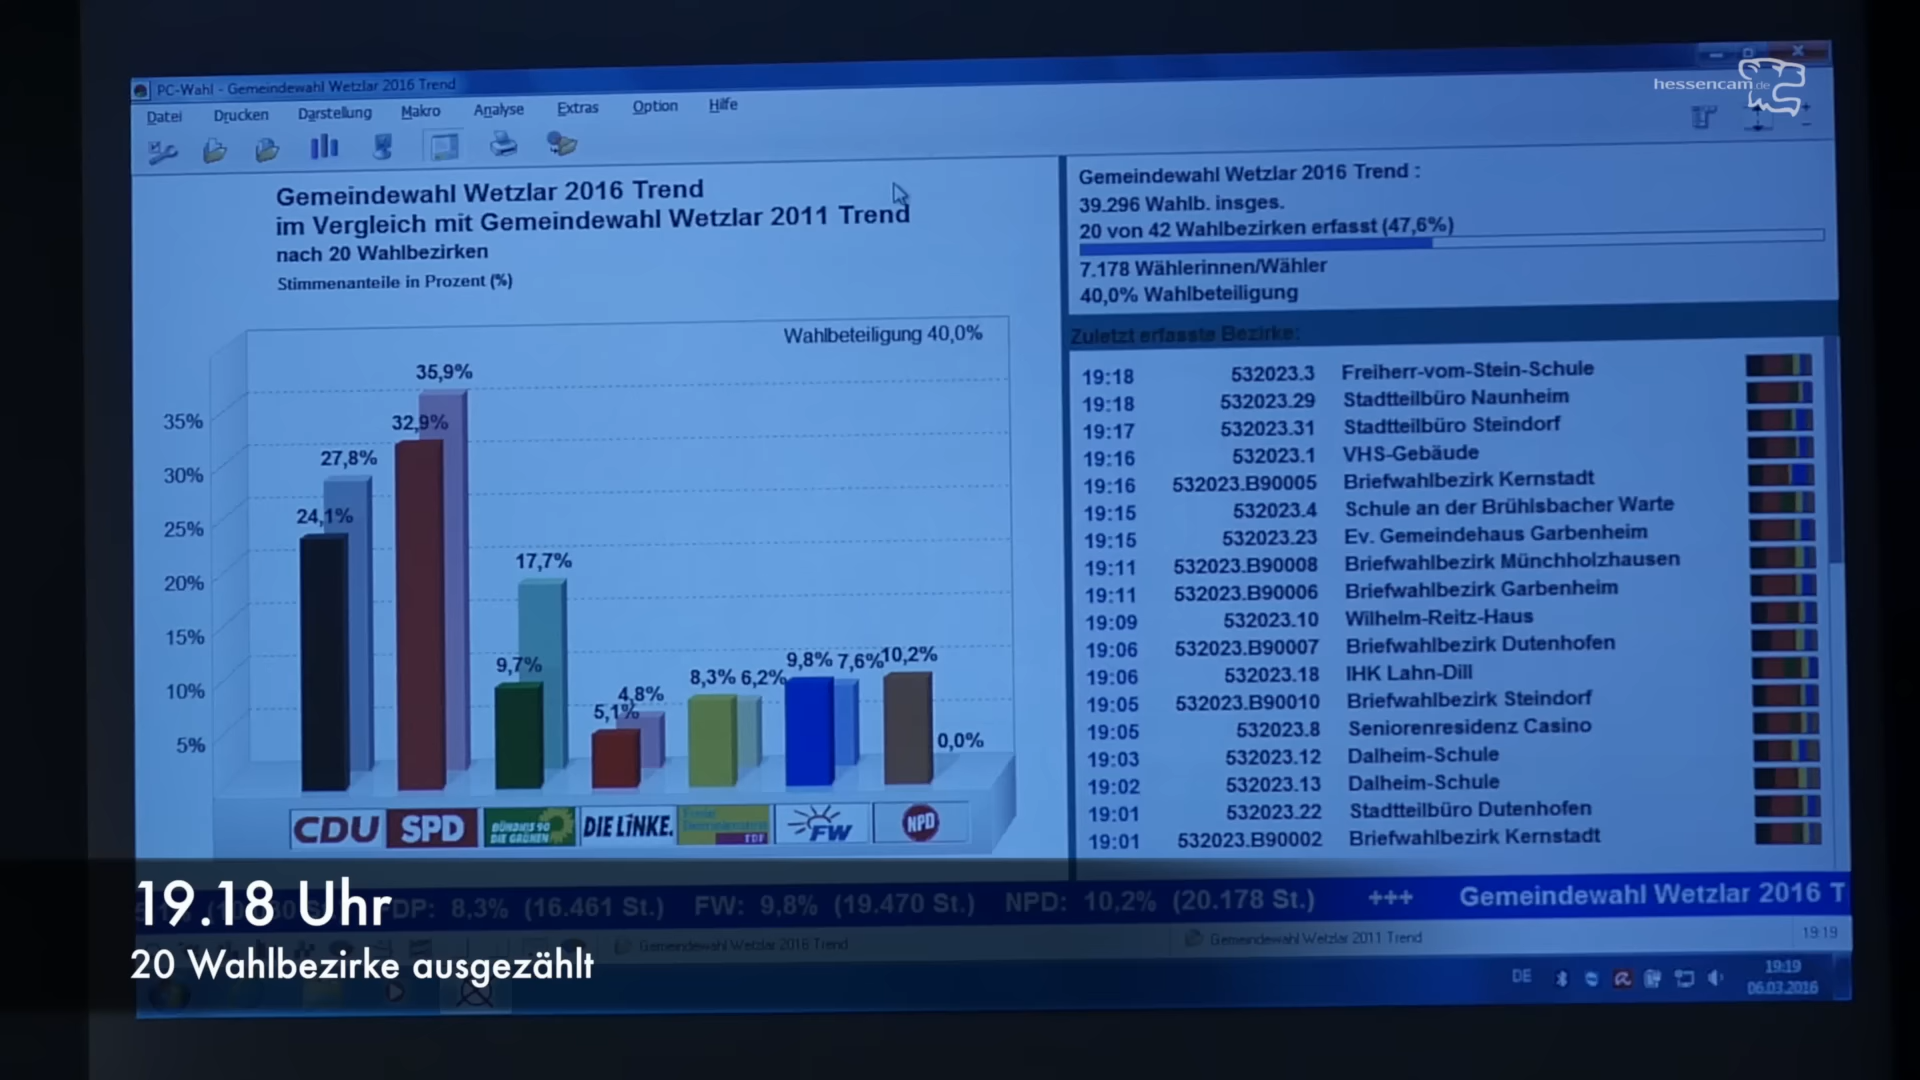 hessencam.de
PC-Wahl - Gemeindewahl Wetzlar 2016 Trend
Datei Drucken Darstellung Makro Analyse Extras Option Hilfe
Gemeindewahl Wetzlar 2016 Trend
im Vergleich mit Gemeindewahl Wetzlar 2011 Trend
nach 20 Wahlbezirken
Stimmenanteile in Prozent (%)
Wahlbeteiligung 40,0%
35%
30%
25%
20%
15%
10%
5%
24,1% 27,8%
32,9% 35,9%
9,7% 17,7%
5,1% 4,8%
8,3% 6,2%
9,8% 7,6%
10,2% 0,0%
CDU SPD BÜNDNIS 90 DIE GRÜNEN DIE LINKE. FDP FW NPD
Gemeindewahl Wetzlar 2016 Trend :
39.296 Wahlb. insges.
20 von 42 Wahlbezirken erfasst (47,6%)
7.178 Wählerinnen/Wähler
40,0% Wahlbeteiligung
Zuletzt erfasste Bezirke:
19:18 532023.3 Freiherr-vom-Stein-Schule
19:18 532023.29 Stadtteilbüro Naunheim
19:17 532023.31 Stadtteilbüro Steindorf
19:16 532023.1 VHS-Gebäude
19:16 532023.B90005 Briefwahlbezirk Kernstadt
19:15 532023.4 Schule an der Brühlsbacher Warte
19:15 532023.23 Ev. Gemeindehaus Garbenheim
19:11 532023.B90008 Briefwahlbezirk Münchholzhausen
19:11 532023.B90006 Briefwahlbezirk Garbenheim
19:09 532023.10 Wilhelm-Reitz-Haus
19:06 532023.B90007 Briefwahlbezirk Dutenhofen
19:06 532023.18 IHK Lahn-Dill
19:05 532023.B90010 Briefwahlbezirk Steindorf
19:05 532023.8 Seniorenresidenz Casino
19:03 532023.12 Dalheim-Schule
19:02 532023.13 Dalheim-Schule
19:01 532023.22 Stadtteilbüro Dutenhofen
19:01 532023.B90002 Briefwahlbezirk Kernstadt
FDP: 8,3% (16.461 St.) FW: 9,8% (19.470 St.) NPD: 10,2% (20.178 St.) +++ Gemeindewahl Wetzlar 2016 T
Gemeindewahl Wetzlar 2016 Trend Gemeindewahl Wetzlar 2011 Trend 19:19
DE 19:19
06.03.2016
19.18 Uhr
20 Wahlbezirke ausgezählt